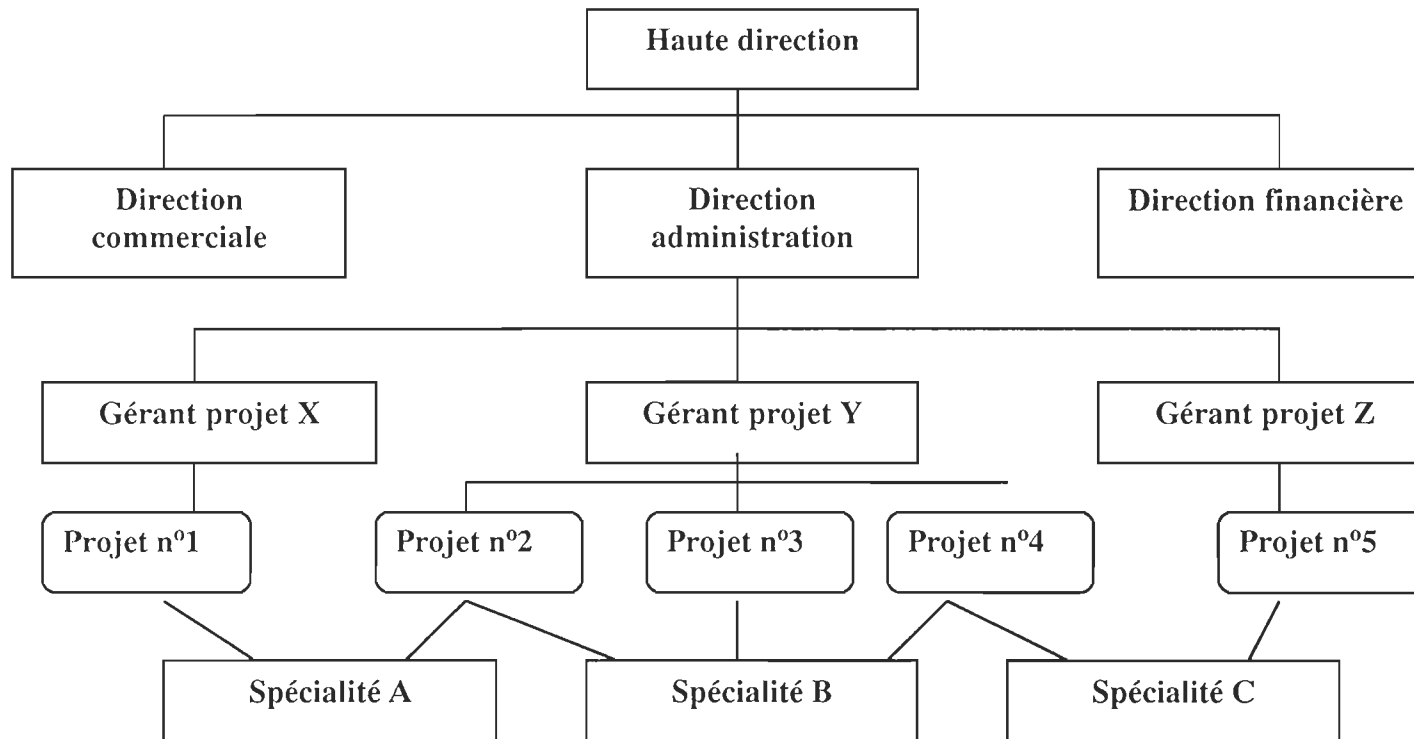 Haute direction
Direction
commerciale
Direction
administration
Direction financière
Gérant projet X
Gérant projet Y
Gérant projet Z
Projet nº1
Projet nº2
Projet nº3
Projet nº4
Projet nº5
Spécialité A
Spécialité B
Spécialité C